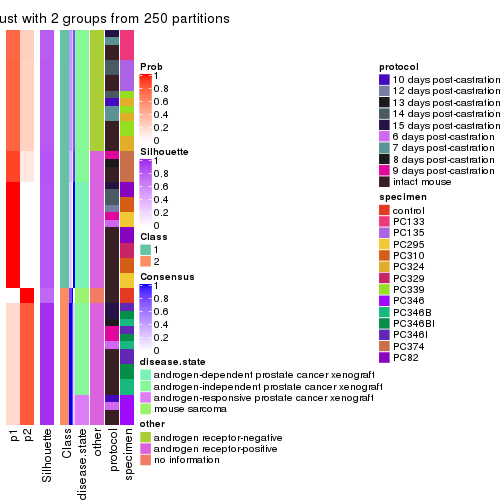 ust with 2 groups from 250 partitions
Prob
1
0.8
0.6
0.4
0.2
0
Silhouette
1
0.8
0.6
0.4
0.2
0
Class
1
2
Consensus
1
0.8
0.6
0.4
0.2
0
disease.state
androgen-dependent prostate cancer xenograft
androgen-independent prostate cancer xenograft
androgen-responsive prostate cancer xenograft
mouse sarcoma
other
androgen receptor-negative
androgen receptor-positive
no information
protocol
10 days post-castration
12 days post-castration
13 days post-castration
14 days post-castration
15 days post-castration
6 days post-castration
7 days post-castration
8 days post-castration
9 days post-castration
intact mouse
specimen
control
PC133
PC135
PC295
PC310
PC324
PC329
PC339
PC346
PC346B
PC346BI
PC346I
PC374
PC82
p1
p2
Silhouette
Class
disease.state
other
protocol
specimen